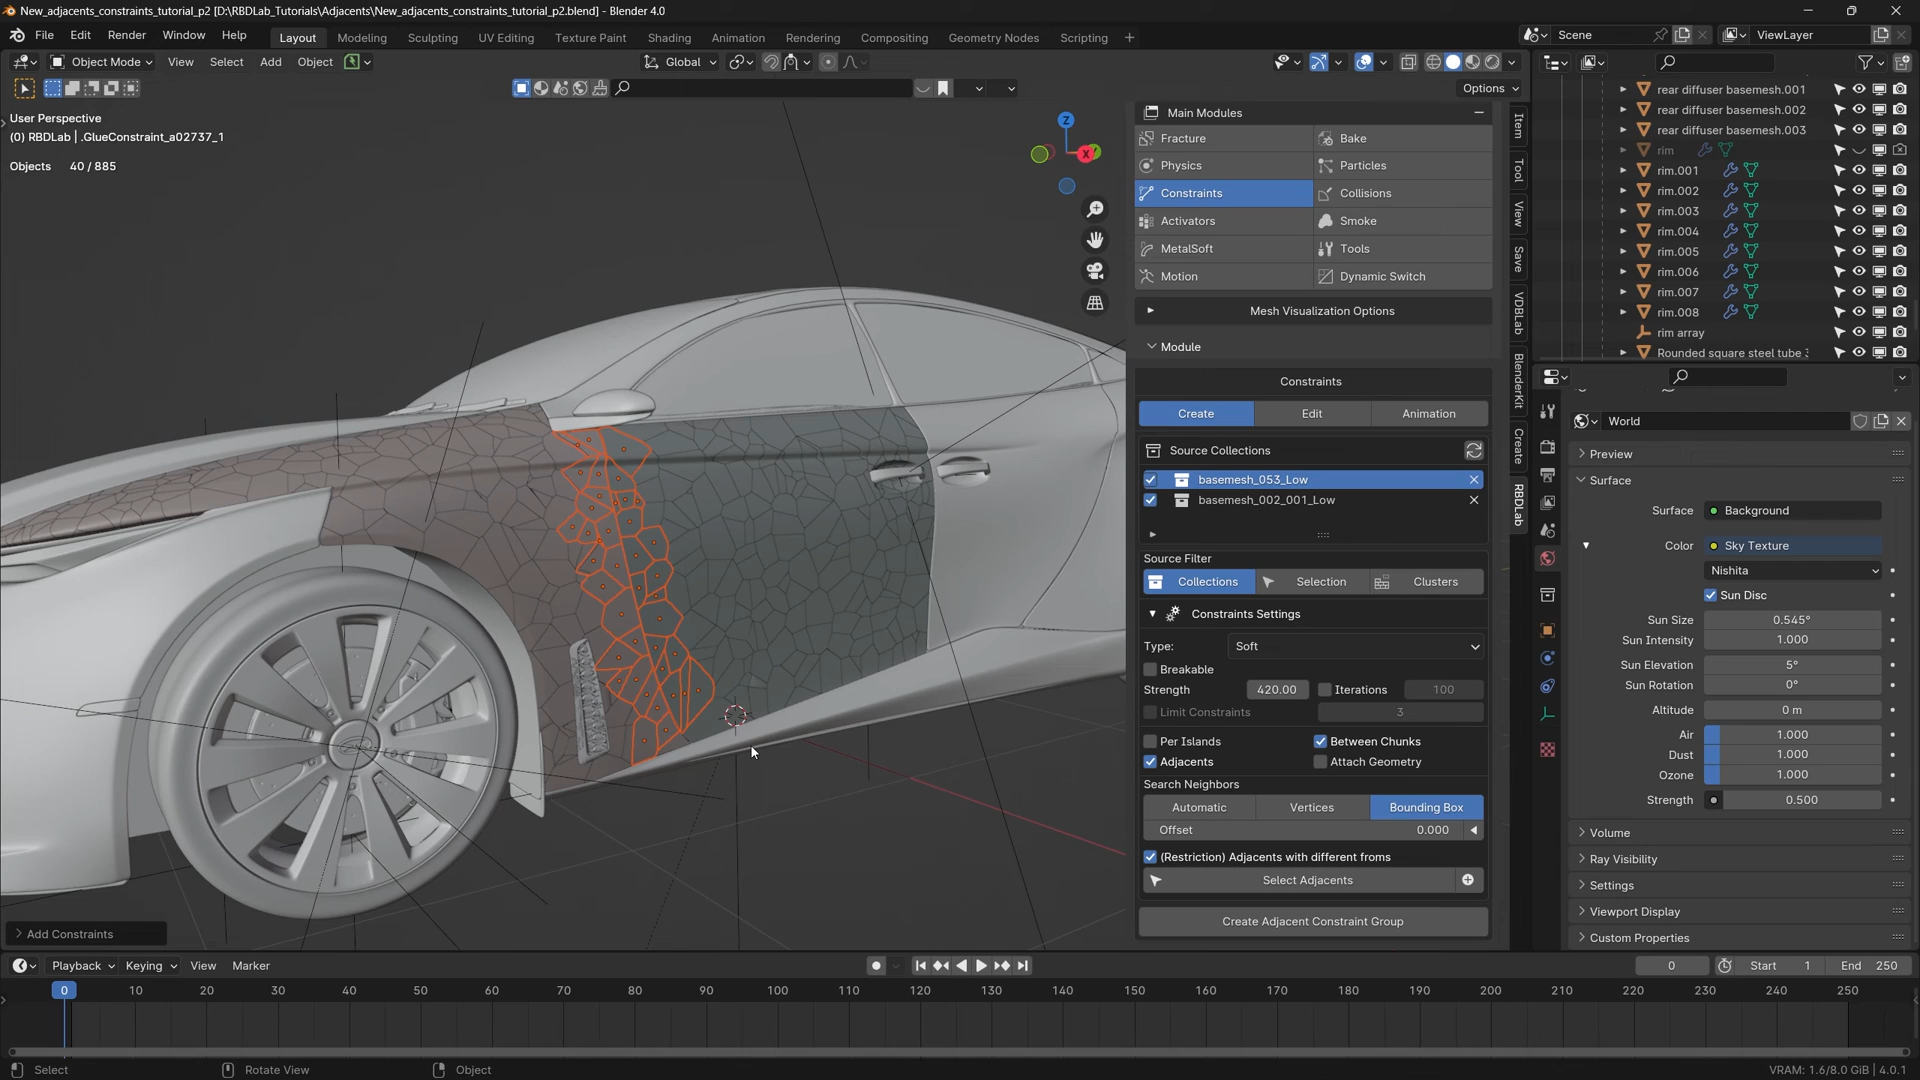 New_adjacents_constraints_tutorial_p2 [D:\RBDLab_Tutorials\Adjacents\New_adjacents_constraints_tutorial_p2.blend] - Blender 4.0
File Edit Render Window Help Layout Modeling Sculpting UV Editing Texture Paint Shading Animation Rendering Compositing Geometry Nodes Scripting + Scene ViewLayer
Object Mode View Select Add Object Global
Options
User Perspective
(0) RBDLab | .GlueConstraint_a02737_1
Objects 40 / 885
Z
X
Main Modules
Fracture Bake
Physics Particles
Constraints Collisions
Activators Smoke
MetalSoft Tools
Motion Dynamic Switch
Mesh Visualization Options
Module
Constraints
Create Edit Animation
Source Collections
basemesh_053_Low
basemesh_002_001_Low
Source Filter
Collections Selection Clusters
Constraints Settings
Type: Soft
Breakable
Strength 420.00 Iterations 100
Limit Constraints 3
Per Islands Between Chunks
Adjacents Attach Geometry
Search Neighbors
Automatic Vertices Bounding Box
Offset 0.000
(Restriction) Adjacents with different froms
Select Adjacents
Create Adjacent Constraint Group
Item
Tool
View
Save
VDBLab
BlenderKit
Create
RBDLab
rear diffuser basemesh.001
rear diffuser basemesh.002
rear diffuser basemesh.003
rim
rim.001
rim.002
rim.003
rim.004
rim.005
rim.006
rim.007
rim.008
rim array
Rounded square steel tube
World
Preview
Surface
Surface Background
Color Sky Texture
Nishita
Sun Disc
Sun Size 0.545°
Sun Intensity 1.000
Sun Elevation 5°
Sun Rotation 0°
Altitude 0 m
Air 1.000
Dust 1.000
Ozone 1.000
Strength 0.500
Volume
Ray Visibility
Settings
Viewport Display
Custom Properties
Add Constraints
Playback Keying View Marker 0 Start 1 End 250
0 10 20 30 40 50 60 70 80 90 100 110 120 130 140 150 160 170 180 190 200 210 220 230 240 250
Select Rotate View Object VRAM: 1.6/8.0 GiB | 4.0.1